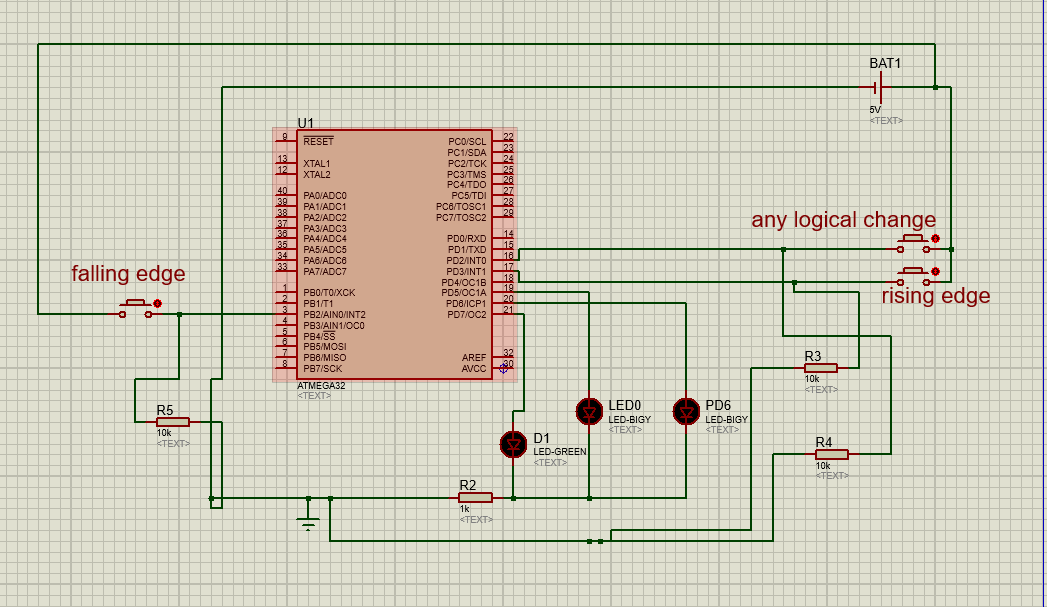 BAT1
5V
<TEXT>
U1
9
RESET
13
XTAL1
12
XTAL2
40
PA0/ADC0
39
PA1/ADC1
38
PA2/ADC2
37
PA3/ADC3
36
PA4/ADC4
35
PA5/ADC5
34
PA6/ADC6
33
PA7/ADC7
1
PB0/T0/XCK
2
PB1/T1
3
PB2/AIN0/INT2
4
PB3/AIN1/OC0
5
PB4/SS
6
PB5/MOSI
7
PB6/MISO
8
PB7/SCK
PC0/SCL
22
PC1/SDA
23
PC2/TCK
24
PC3/TMS
25
PC4/TDO
26
PC5/TDI
27
PC6/TOSC1
28
PC7/TOSC2
29
PD0/RXD
14
PD1/TXD
15
PD2/INT0
16
PD3/INT1
17
PD4/OC1B
18
PD5/OC1A
19
PD6/ICP1
20
PD7/OC2
21
AREF
32
AVCC
30
ATMEGA32
<TEXT>
any logical change
rising edge
falling edge
R3
10k
<TEXT>
R5
10k
<TEXT>
LED0
LED-BIGY
<TEXT>
PD6
LED-BIGY
<TEXT>
D1
LED-GREEN
<TEXT>
R4
10k
<TEXT>
R2
1k
<TEXT>